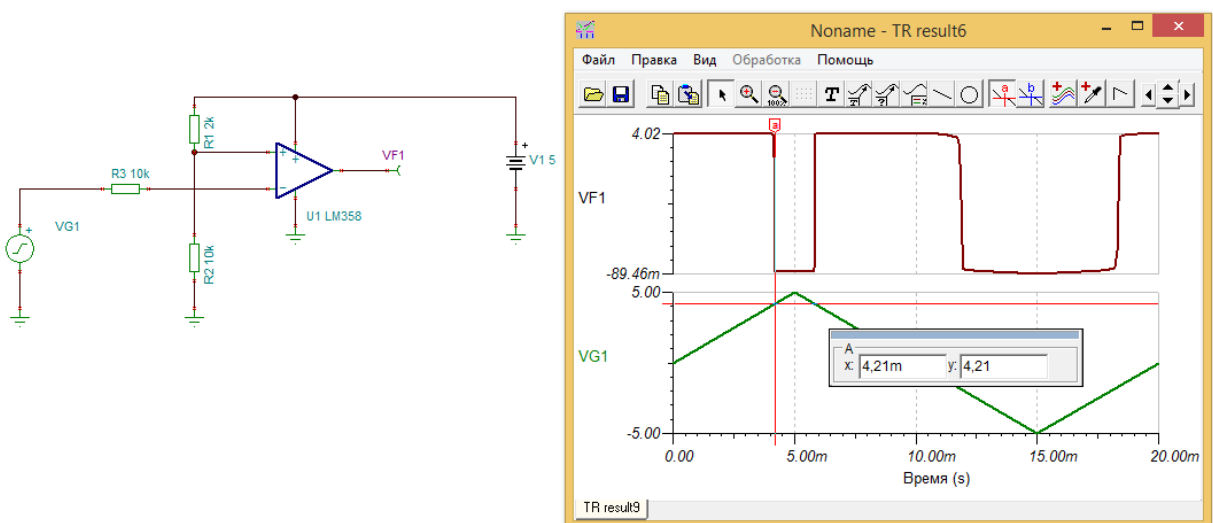 R1 2k
R3 10k
VG1
R2 10k
+
+
−
U1 LM358
VF1
+
V1 5
+
Noname - TR result6
Файл Правка Вид Обработка Помощь
100%
T
a
b
a
4.02
VF1
-89.46m
5.00
VG1
-5.00
A
x: 4,21m y: 4,21
0.00 5.00m 10.00m 15.00m 20.00m
Время (s)
TR result9